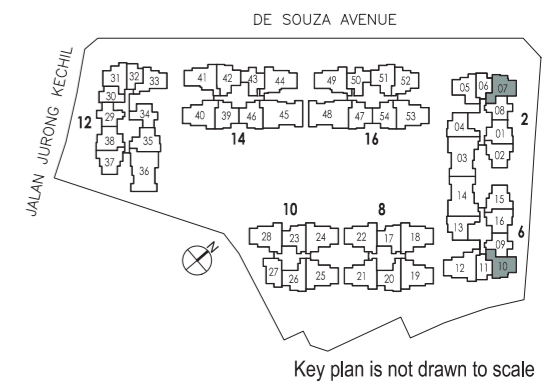 DE SOUZA AVENUE
JALAN JURONG KECHIL
31 32 33 41 42 43 44 49 50 51 52 05 06 07
30 08
29 34 40 39 46 45 48 47 54 53 04 01 2
12 38 35 14 16 03 02
37 36 14 15
13 16
10 8 6
28 23 24 22 17 18 09
27 26 25 21 20 19 12 11 10
N
Key plan is not drawn to scale